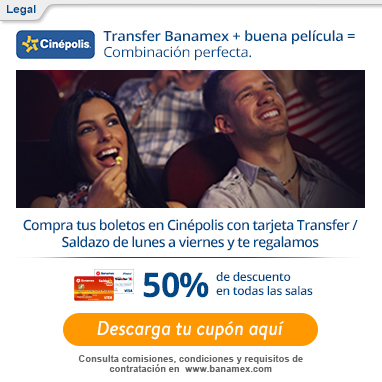 Legal
Cinépolis.
Transfer Banamex + buena película =
Combinación perfecta.
Compra tus boletos en Cinépolis con tarjeta Transfer /
Saldazo de lunes a viernes y te regalamos
50% de descuento
en todas las salas
Descarga tu cupón aquí
Consulta comisiones, condiciones y requisitos de
contratación en www.banamex.com